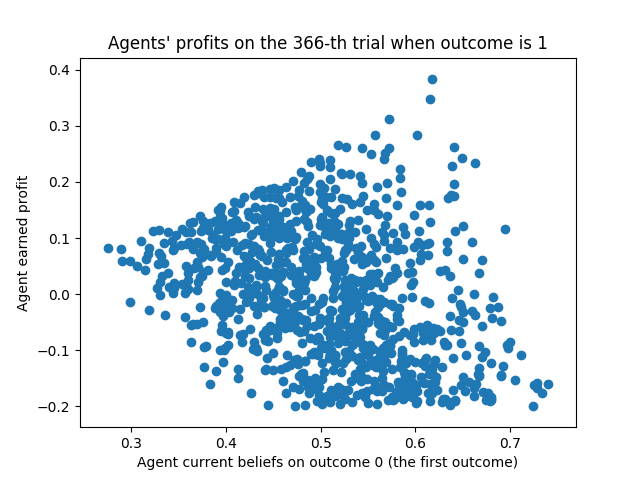 Agents' profits on the 366-th trial when outcome is 1
0.4
0.3
0.2
0.1
0.0
−0.1
−0.2
Agent earned profit
0.3 0.4 0.5 0.6 0.7
Agent current beliefs on outcome 0 (the first outcome)